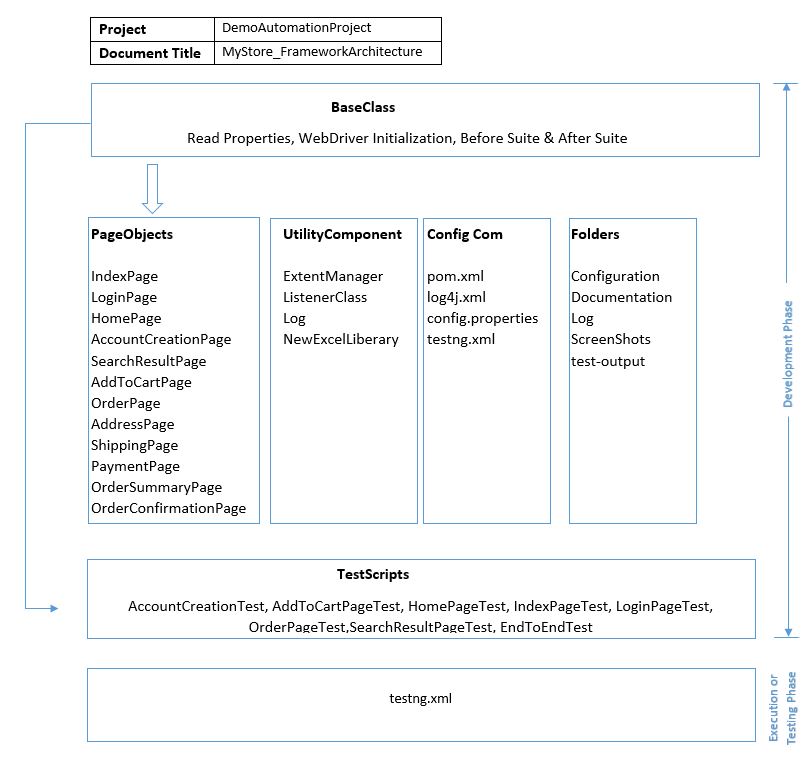 Project
DemoAutomationProject
Document Title
MyStore_FrameworkArchitecture
BaseClass
Read Properties, WebDriver Initialization, Before Suite & After Suite
PageObjects
IndexPage
LoginPage
HomePage
AccountCreationPage
SearchResultPage
AddToCartPage
OrderPage
AddressPage
ShippingPage
PaymentPage
OrderSummaryPage
OrderConfirmationPage
UtilityComponent
ExtentManager
ListenerClass
Log
NewExcelLiberary
Config Com
pom.xml
log4j.xml
config.properties
testng.xml
Folders
Configuration
Documentation
Log
ScreenShots
test-output
Development Phase
TestScripts
AccountCreationTest, AddToCartPageTest, HomePageTest, IndexPageTest, LoginPageTest,
OrderPageTest,SearchResultPageTest, EndToEndTest
testng.xml
Execution or
Testing Phase